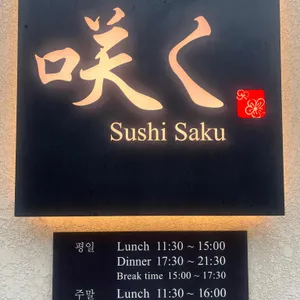 咲く
Sushi Saku
평일 Lunch 11:30 ~ 15:00
Dinner 17:30 ~ 21:30
Break time 15:00 ~ 17:30
주말 Lunch 11:30 ~ 16:00